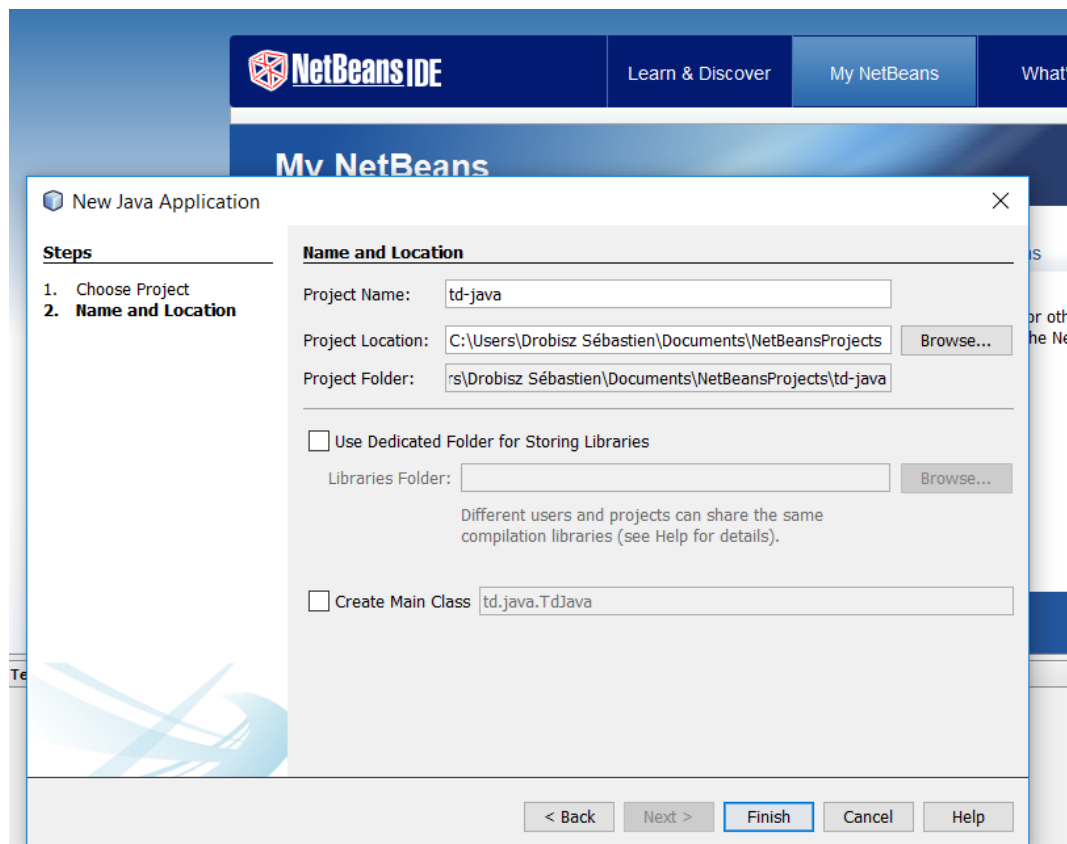 NetBeans IDE
Learn & Discover
My NetBeans
My NetBeans
New Java Application
Steps
1. Choose Project
2. Name and Location
Name and Location
Project Name: td-java
Project Location: C:\Users\Drobisz Sébastien\Documents\NetBeansProjects Browse...
Project Folder: rs\Drobisz Sébastien\Documents\NetBeansProjects\td-java
Use Dedicated Folder for Storing Libraries
Libraries Folder: Browse...
Different users and projects can share the same
compilation libraries (see Help for details).
Create Main Class td.java.TdJava
< Back Next > Finish Cancel Help